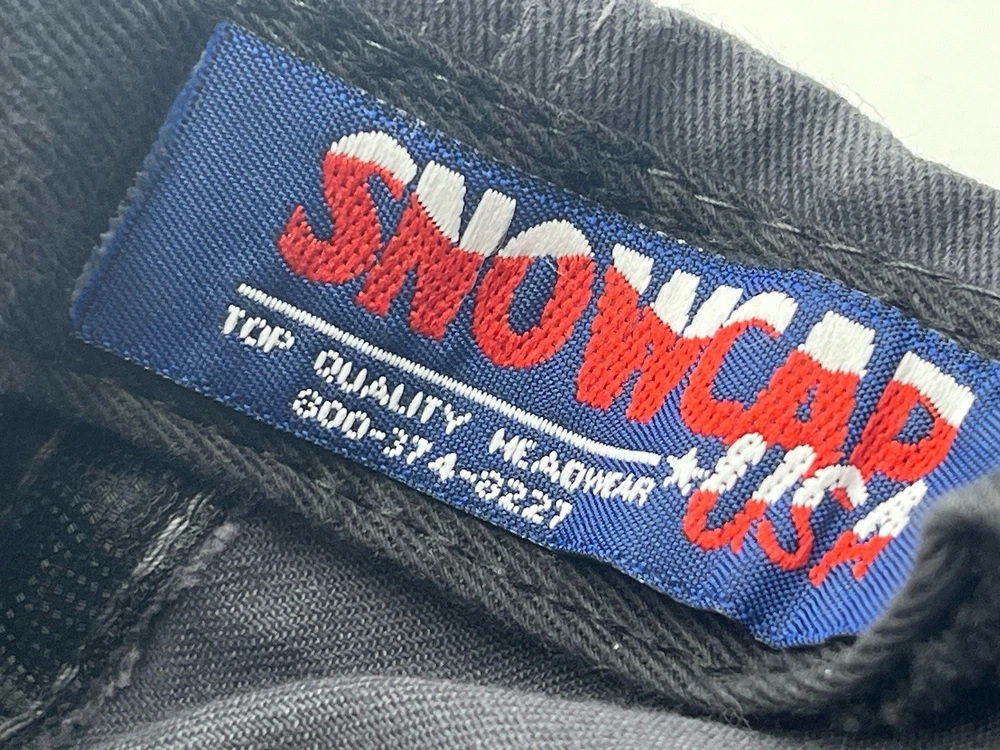 SNOWCAP
★USA
TOP QUALITY HEADWEAR
800-374-8227